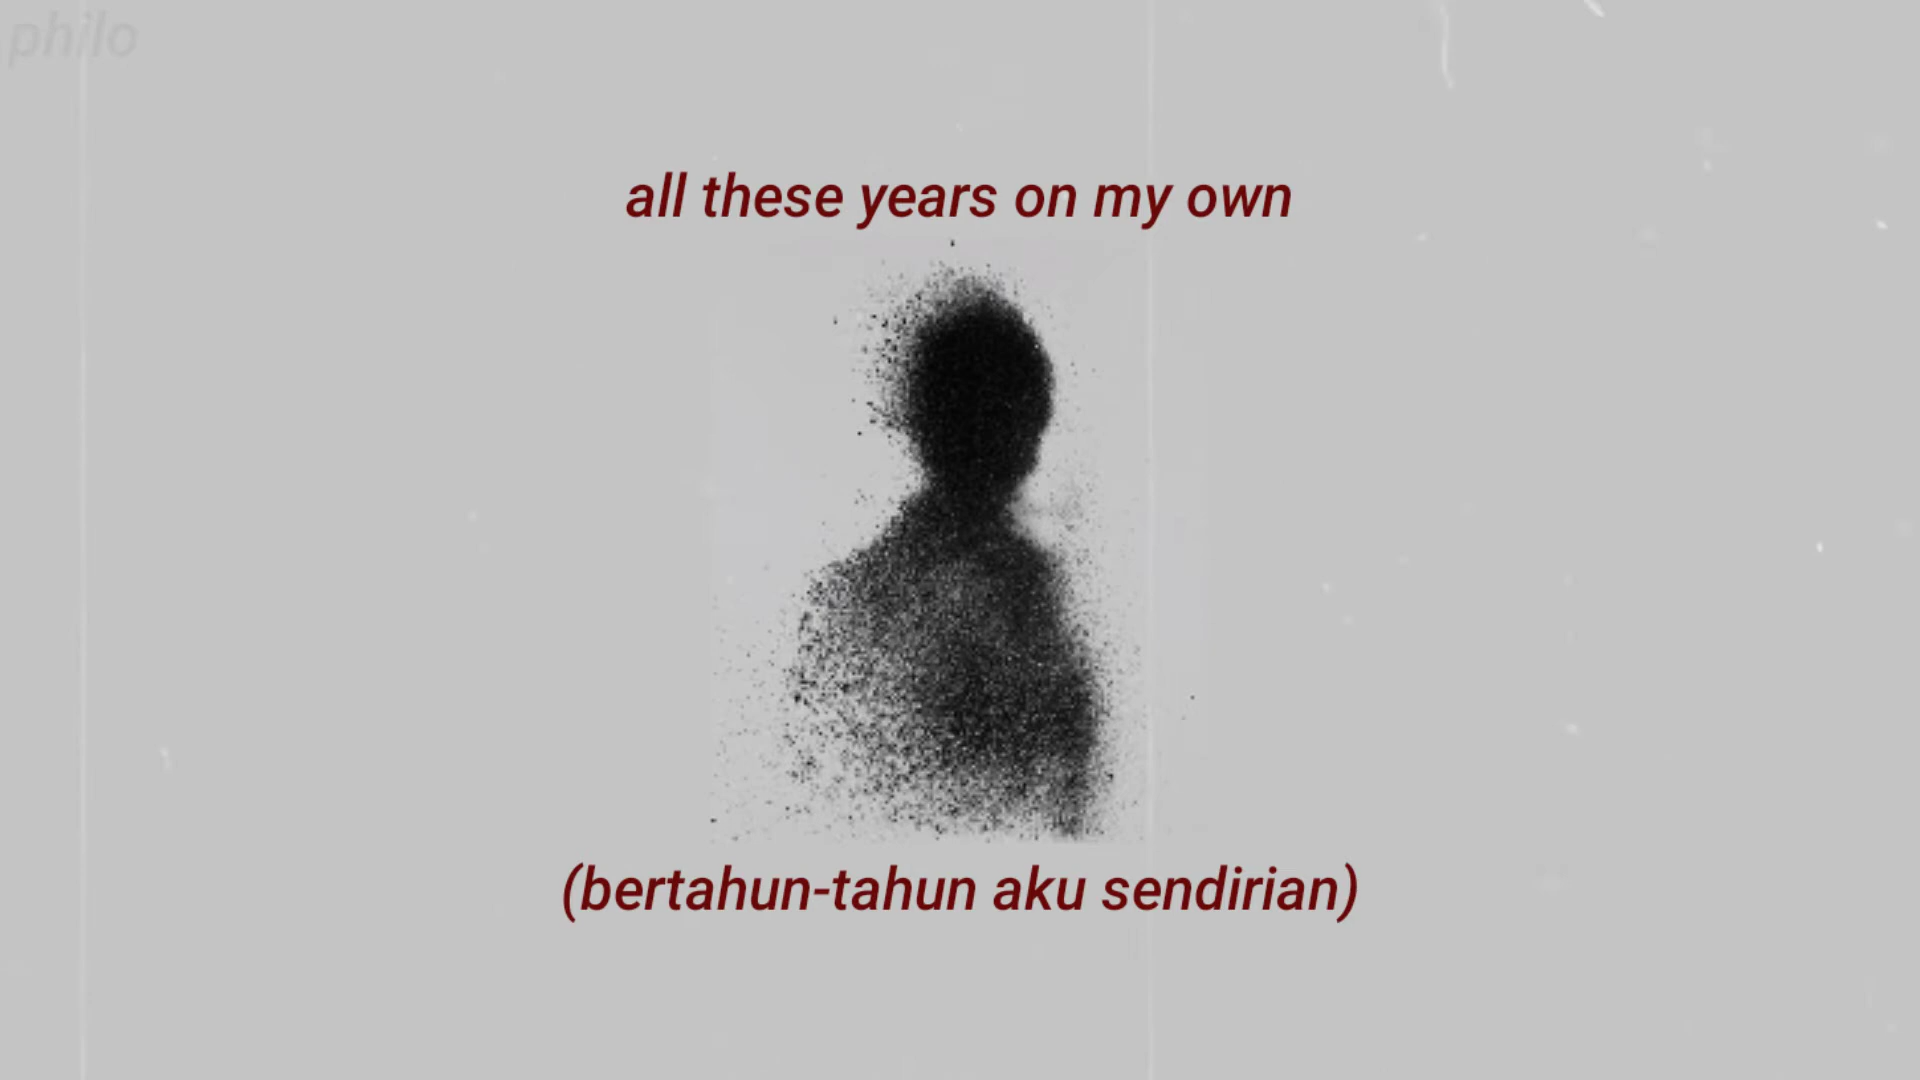 philo
all these years on my own
(bertahun-tahun aku sendirian)